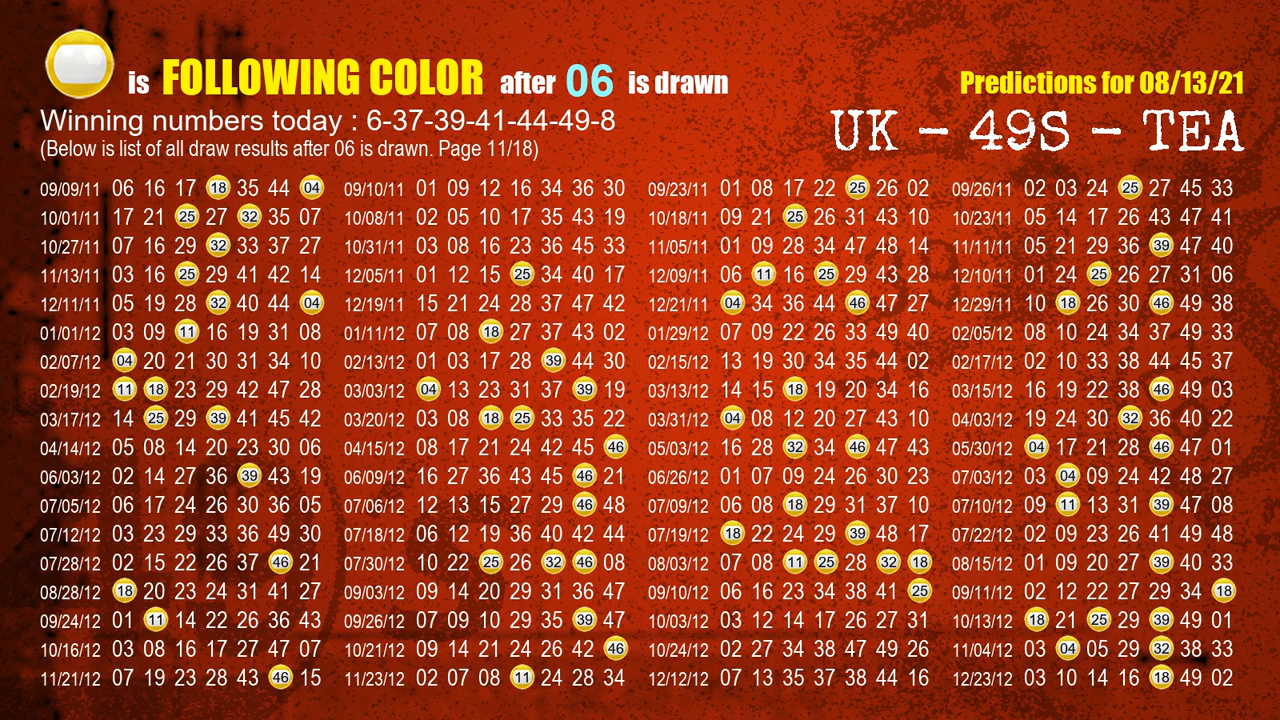 is FOLLOWING COLOR after 06 is drawn
Predictions for 08/13/21
Winning numbers today : 6-37-39-41-44-49-8
UK - 49S - TEA
(Below is list of all draw results after 06 is drawn. Page 11/18)
09/09/11 06 16 17 18 35 44 04 09/10/11 01 09 12 16 34 36 30 09/23/11 01 08 17 22 25 26 02 09/26/11 02 03 24 25 27 45 33
10/01/11 17 21 25 27 32 35 07 10/08/11 02 05 10 17 35 43 19 10/18/11 09 21 25 26 31 43 10 10/23/11 05 14 17 26 43 47 41
10/27/11 07 16 29 32 33 37 27 10/31/11 03 08 16 23 36 45 33 11/05/11 01 09 28 34 47 48 14 11/11/11 05 21 29 36 39 47 40
11/13/11 03 16 25 29 41 42 14 12/05/11 01 12 15 25 34 40 17 12/09/11 06 11 16 25 29 43 28 12/10/11 01 24 25 26 27 31 06
12/11/11 05 19 28 32 40 44 04 12/19/11 15 21 24 28 37 47 42 12/21/11 04 34 36 44 46 47 27 12/29/11 10 18 26 30 46 49 38
01/01/12 03 09 11 16 19 31 08 01/11/12 07 08 18 27 37 43 02 01/29/12 07 09 22 26 33 49 40 02/05/12 08 10 24 34 37 49 33
02/07/12 04 20 21 30 31 34 10 02/13/12 01 03 17 28 39 44 30 02/15/12 13 19 30 34 35 44 02 02/17/12 02 10 33 38 44 45 37
02/19/12 11 18 23 29 42 47 28 03/03/12 04 13 23 31 37 39 19 03/13/12 14 15 18 19 20 34 16 03/15/12 16 19 22 38 46 49 03
03/17/12 14 25 29 39 41 45 42 03/20/12 03 08 18 25 33 35 22 03/31/12 04 08 12 20 27 43 10 04/03/12 19 24 30 32 36 40 22
04/14/12 05 08 14 20 23 30 06 04/15/12 08 17 21 24 42 45 46 05/03/12 16 28 32 34 46 47 43 05/30/12 04 17 21 28 46 47 01
06/03/12 02 14 27 36 39 43 19 06/09/12 16 27 36 43 45 46 21 06/26/12 01 07 09 24 26 30 23 07/03/12 03 04 09 24 42 48 27
07/05/12 06 17 24 26 30 36 05 07/06/12 12 13 15 27 29 46 48 07/09/12 06 08 18 29 31 37 10 07/10/12 09 11 13 31 39 47 08
07/12/12 03 23 29 33 36 49 30 07/18/12 06 12 19 36 40 42 44 07/19/12 18 22 24 29 39 48 17 07/22/12 02 09 23 26 41 49 48
07/28/12 02 15 22 26 37 46 21 07/30/12 10 22 25 26 32 46 08 08/03/12 07 08 11 25 28 32 18 08/15/12 01 09 20 27 39 40 33
08/28/12 18 20 23 24 31 41 27 09/03/12 09 14 20 29 31 36 47 09/10/12 06 16 23 34 38 41 25 09/11/12 02 12 22 27 29 34 18
09/24/12 01 11 14 22 26 36 43 09/26/12 07 09 10 29 35 39 47 10/03/12 03 12 14 17 26 27 31 10/13/12 18 21 25 29 39 49 01
10/16/12 03 08 16 17 27 47 07 10/21/12 09 14 21 24 26 42 46 10/24/12 02 27 34 38 47 49 26 11/04/12 03 04 05 29 32 38 33
11/21/12 07 19 23 28 43 46 15 11/23/12 02 07 08 11 24 28 34 12/12/12 07 13 35 37 38 44 16 12/23/12 03 10 14 16 18 49 02